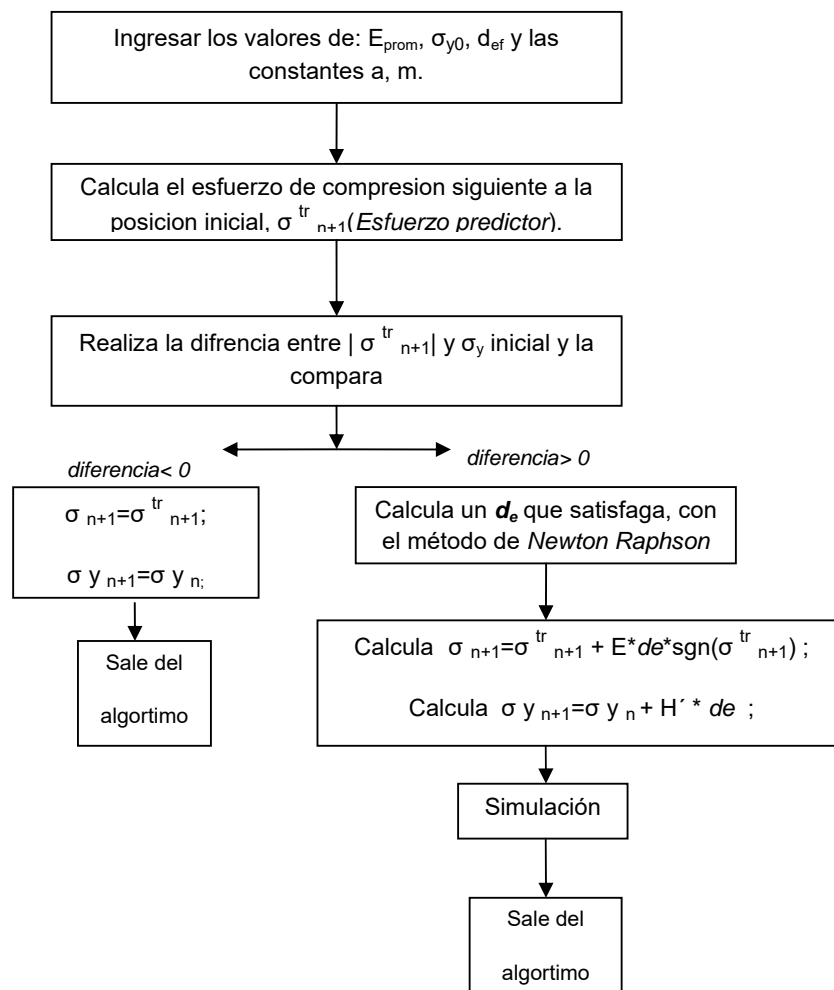 Ingresar los valores de: E prom, σ y0, d ef y las
constantes a, m.
Calcula el esfuerzo de compresion siguiente a la
posicion inicial, σ tr n+1(Esfuerzo predictor).
Realiza la difrencia entre | σ tr n+1| y σy inicial y la
compara
diferencia< 0
diferencia> 0
σ n+1=σ tr n+1;
σ y n+1=σ y n;
Sale del
algortimo
Calcula un de que satisfaga, con
el método de Newton Raphson
Calcula σ n+1=σ tr n+1 + E*de*sgn(σ tr n+1) ;
Calcula σ y n+1=σ y n + H´ * de ;
Simulación
Sale del
algortimo